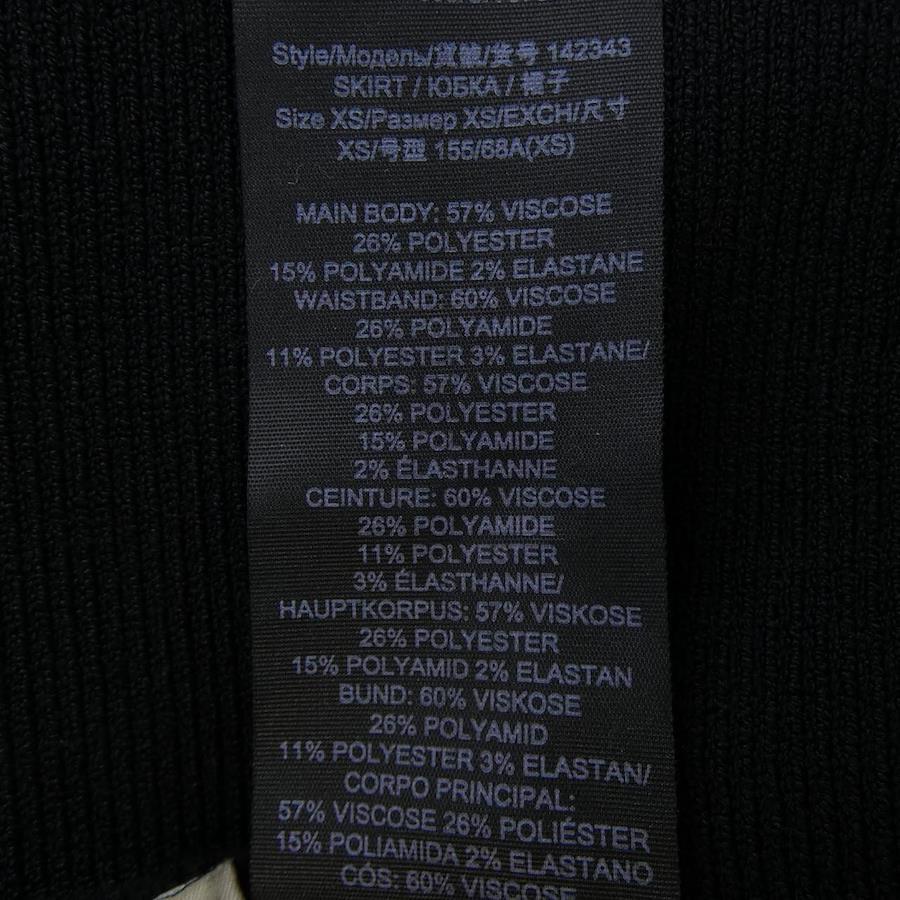 Style/Модель/貨號/货号 142343
SKIRT / ЮБКА / 裙子
Size XS/Размер XS/EXCH/尺寸
XS/号型 155/68A(XS)
MAIN BODY: 57% VISCOSE
26% POLYESTER
15% POLYAMIDE 2% ELASTANE
WAISTBAND: 60% VISCOSE
26% POLYAMIDE
11% POLYESTER 3% ELASTANE/
CORPS: 57% VISCOSE
26% POLYESTER
15% POLYAMIDE
2% ÉLASTHANNE
CEINTURE: 60% VISCOSE
26% POLYAMIDE
11% POLYESTER
3% ÉLASTHANNE/
HAUPTKORPUS: 57% VISKOSE
26% POLYESTER
15% POLYAMID 2% ELASTAN
BUND: 60% VISKOSE
26% POLYAMID
11% POLYESTER 3% ELASTAN/
CORPO PRINCIPAL:
57% VISCOSE 26% POLIÉSTER
15% POLIAMIDA 2% ELASTANO
CÓS: 60% VISCOSE